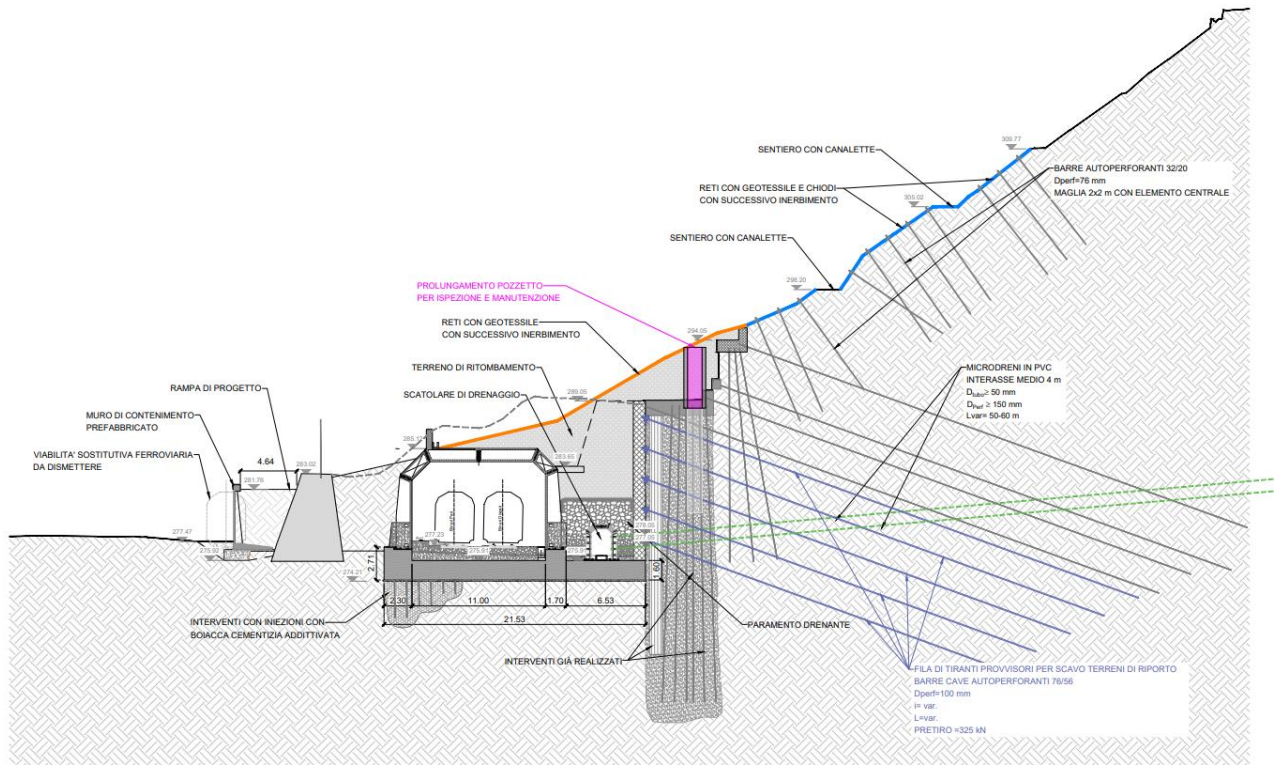 309.77
SENTIERO CON CANALETTE
BARRE AUTOPERFORANTI 32/20
Dperf=76 mm
MAGLIA 2x2 m CON ELEMENTO CENTRALE
RETI CON GEOTESSILE E CHIODI
CON SUCCESSIVO INERBIMENTO
305.02
SENTIERO CON CANALETTE
298.20
PROLUNGAMENTO POZZETTO
PER ISPEZIONE E MANUTENZIONE
RETI CON GEOTESSILE
CON SUCCESSIVO INERBIMENTO
294.05
TERRENO DI RITOMBAMENTO
MICRODRENI IN PVC
INTERASSE MEDIO 4 m
Dtubo≥ 50 mm
DPerf ≥ 150 mm
Lvar= 50-60 m
RAMPA DI PROGETTO
SCATOLARE DI DRENAGGIO
289.05
MURO DI CONTENIMENTO
PREFABBRICATO
VIABILITA' SOSTITUTIVA FERROVIARIA
DA DISMETTERE
4.64
283.02
283.65
281.76
277.47
277.23
275.91
274.21
2.71
1.60
2.30
11.00
1.70
6.53
21.53
INTERVENTI CON INIEZIONI CON
BOIACCA CEMENTIZIA ADDITTIVATA
PARAMENTO DRENANTE
INTERVENTI GIÀ REALIZZATI
FILA DI TIRANTI PROVVISORI PER SCAVO TERRENI DI RIPORTO
BARRE CAVE AUTOPERFORANTI 76/56
Dperf=100 mm
i= var.
L=var.
PRETIRO =325 kN